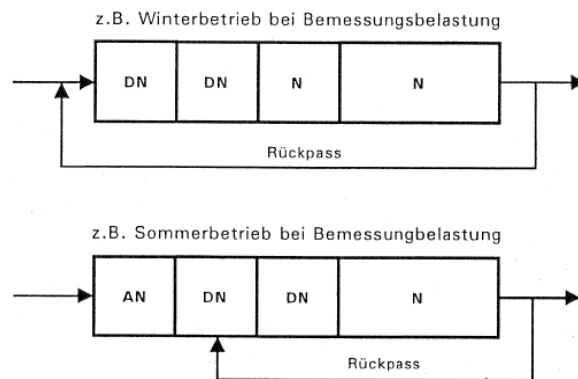 z.B. Winterbetrieb bei Bemessungsbelastung
DN DN N N
Rückpass
z.B. Sommerbetrieb bei Bemessungbelastung
AN DN DN N
Rückpass